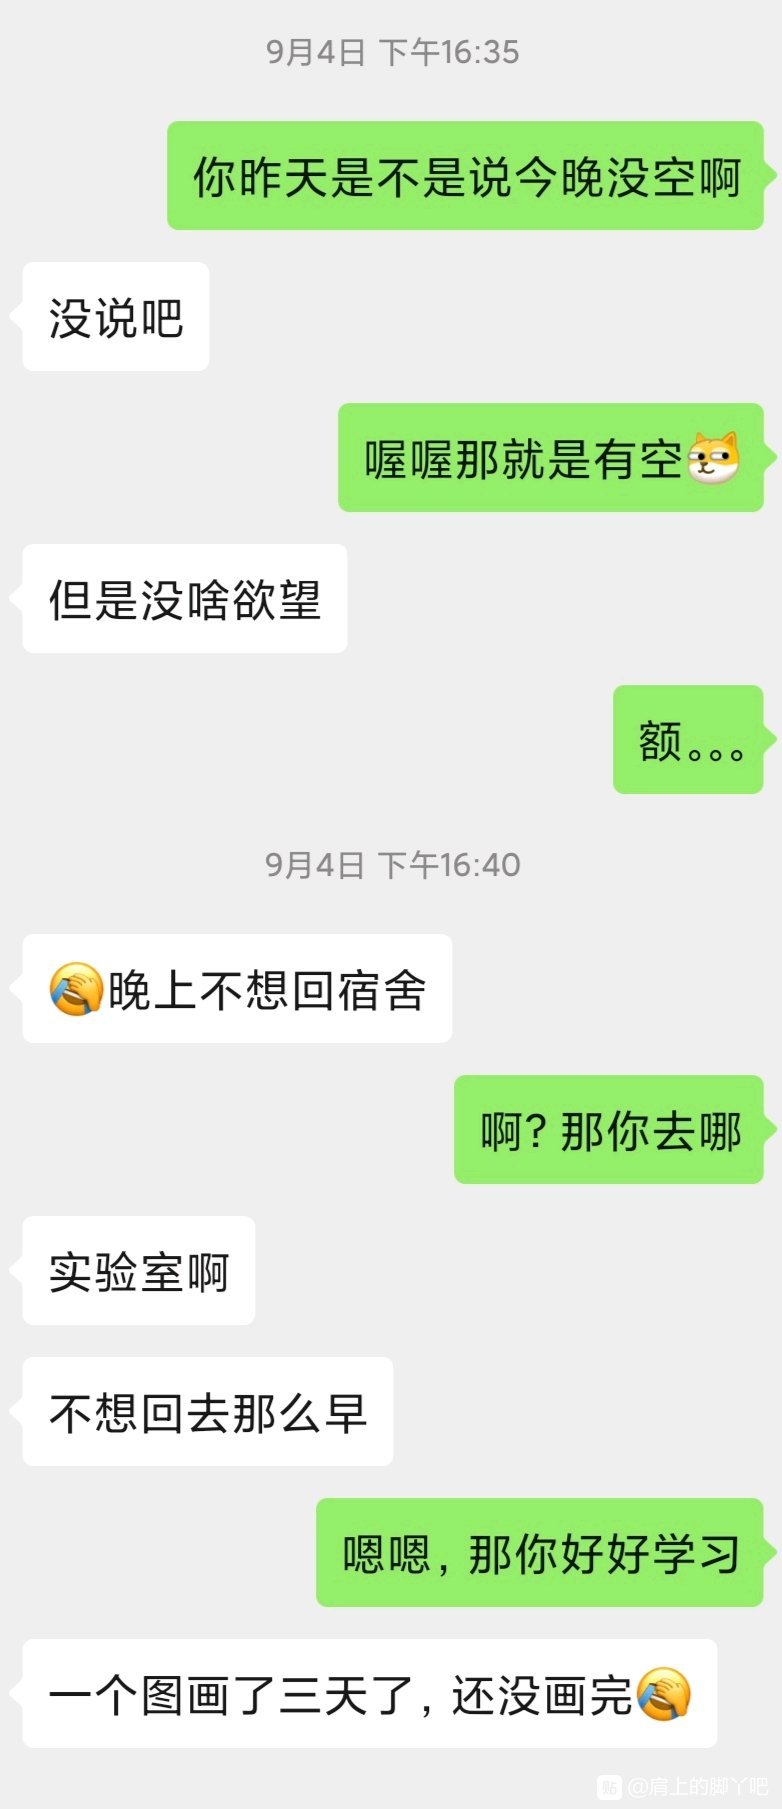 9月4日 下午16:35
你昨天是不是说今晚没空啊
没说吧
喔喔那就是有空
但是没啥欲望
额。。。
9月4日 下午16:40
晚上不想回宿舍
啊？那你去哪
实验室啊
不想回去那么早
嗯嗯，那你好好学习
一个图画了三天了，还没画完
贴 @肩上的脚丫吧